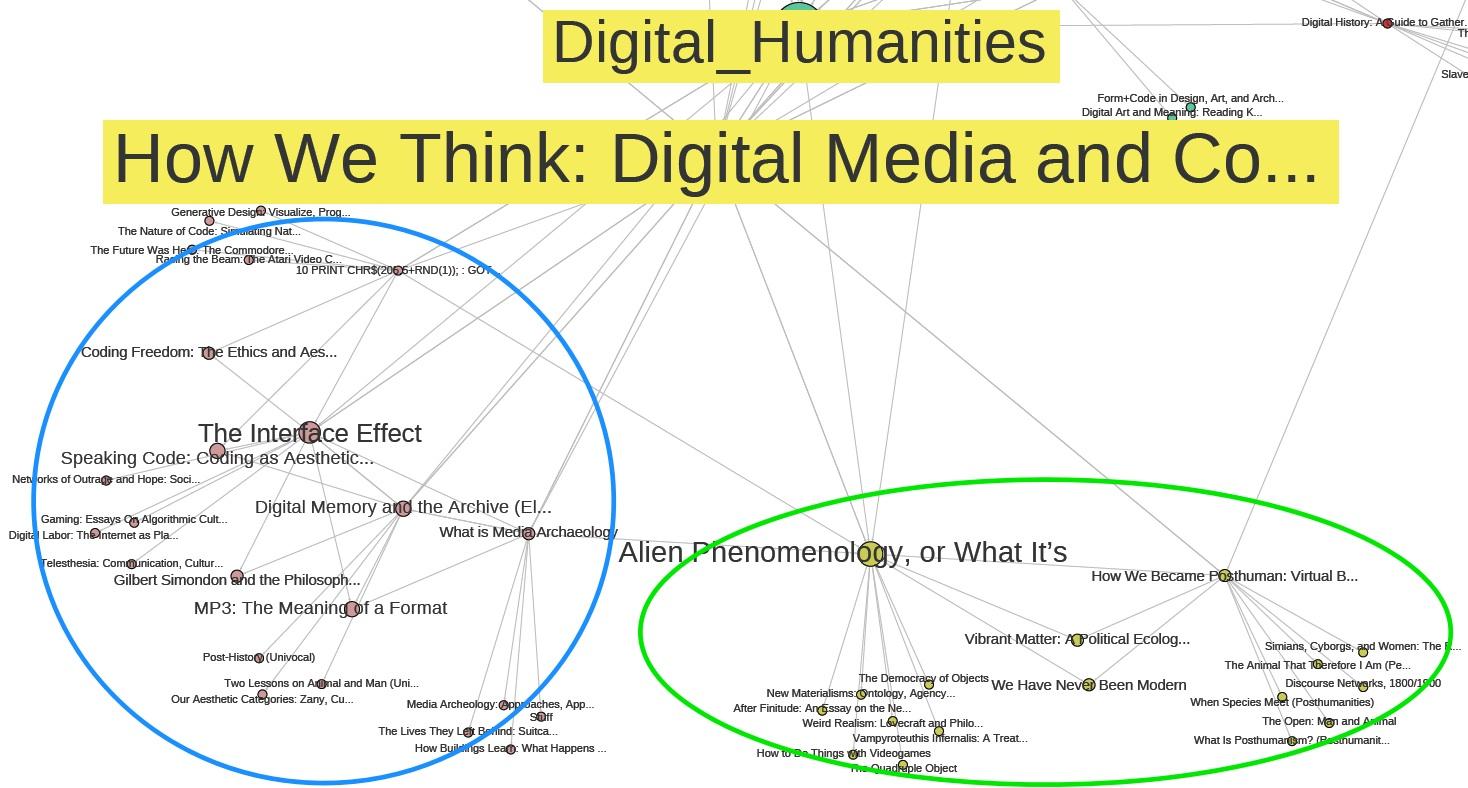 Digital_Humanities
Digital History: A Guide to Gather.
Th
Slave
Form+Code in Design, Art, and Arch...
Digital Art and Meaning: Reading K...
How We Think: Digital Media and Co...
Generative Design: Visualize, Prog...
The Nature of Code: Simulating Nat...
The Future Was Here: The Commodore...
Racing the Beam: The Atari Video C...
10 PRINT CHR$(205.5+RND(1)); : GOT...
Coding Freedom: The Ethics and Aes...
The Interface Effect
Speaking Code: Coding as Aesthetic...
Networks of Outrage and Hope: Soci...
Digital Memory and the Archive (El...
Gaming: Essays On Algorithmic Cult...
Digital Labor: The Internet as Pla...
What is Media Archaeology
Telesthesia: Communication, Cultur...
Gilbert Simondon and the Philosoph...
MP3: The Meaning of a Format
Post-History (Univocal)
Two Lessons on Animal and Man (Uni...
Our Aesthetic Categories: Zany, Cu...
Media Archeology: Approaches, App...
Stuff
The Lives They Left Behind: Suitca...
How Buildings Learn: What Happens ...
Alien Phenomenology, or What It’s
How We Became Posthuman: Virtual B...
Vibrant Matter: A Political Ecolog...
We Have Never Been Modern
The Democracy of Objects
New Materialisms: Ontology, Agency...
After Finitude: An Essay on the Ne...
Weird Realism: Lovecraft and Philo...
Vampyroteuthis Infernalis: A Treat...
How to Do Things with Videogames
The Quadruple Object
Simians, Cyborgs, and Women: The R...
The Animal That Therefore I Am (Pe...
Discourse Networks, 1800/1900
When Species Meet (Posthumanities)
The Open: Man and Animal
What Is Posthumanism? (Posthumanit...